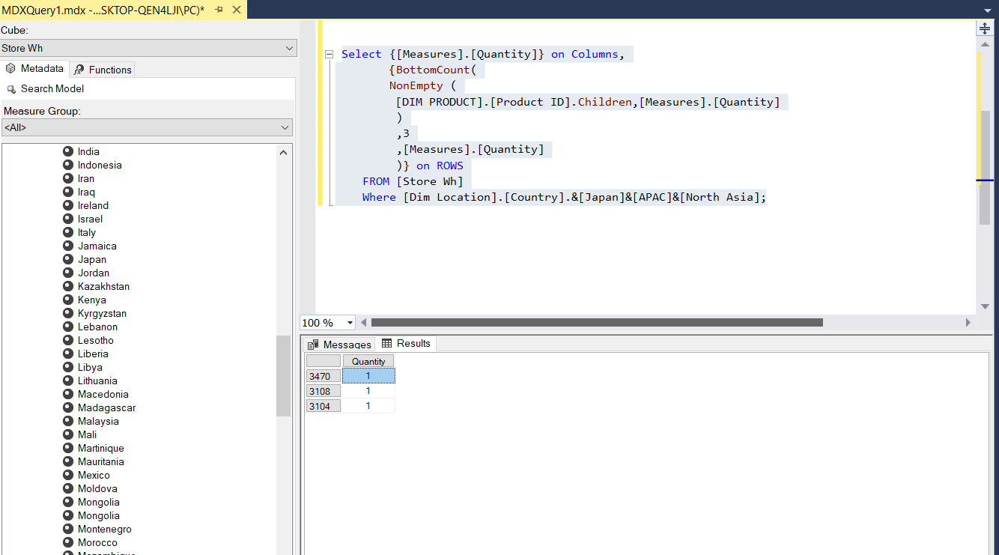 MDXQuery1.mdx -...SKTOP-QEN4LJI\PC)*
Cube:
Store Wh
Metadata
Functions
Search Model
Measure Group:
<All>
India
Indonesia
Iran
Iraq
Ireland
Israel
Italy
Jamaica
Japan
Jordan
Kazakhstan
Kenya
Kyrgyzstan
Lebanon
Lesotho
Liberia
Libya
Lithuania
Macedonia
Madagascar
Malaysia
Mali
Martinique
Mauritania
Mexico
Moldova
Mongolia
Mongolia
Montenegro
Morocco
Select {[Measures].[Quantity]} on Columns,
{BottomCount(
NonEmpty (
[DIM PRODUCT].[Product ID].Children,[Measures].[Quantity]
)
,3
,[Measures].[Quantity]
)} on ROWS
FROM [Store Wh]
Where [Dim Location].[Country].&[Japan]&[APAC]&[North Asia];
100 %
Messages
Results
Quantity
3470 1
3108 1
3104 1